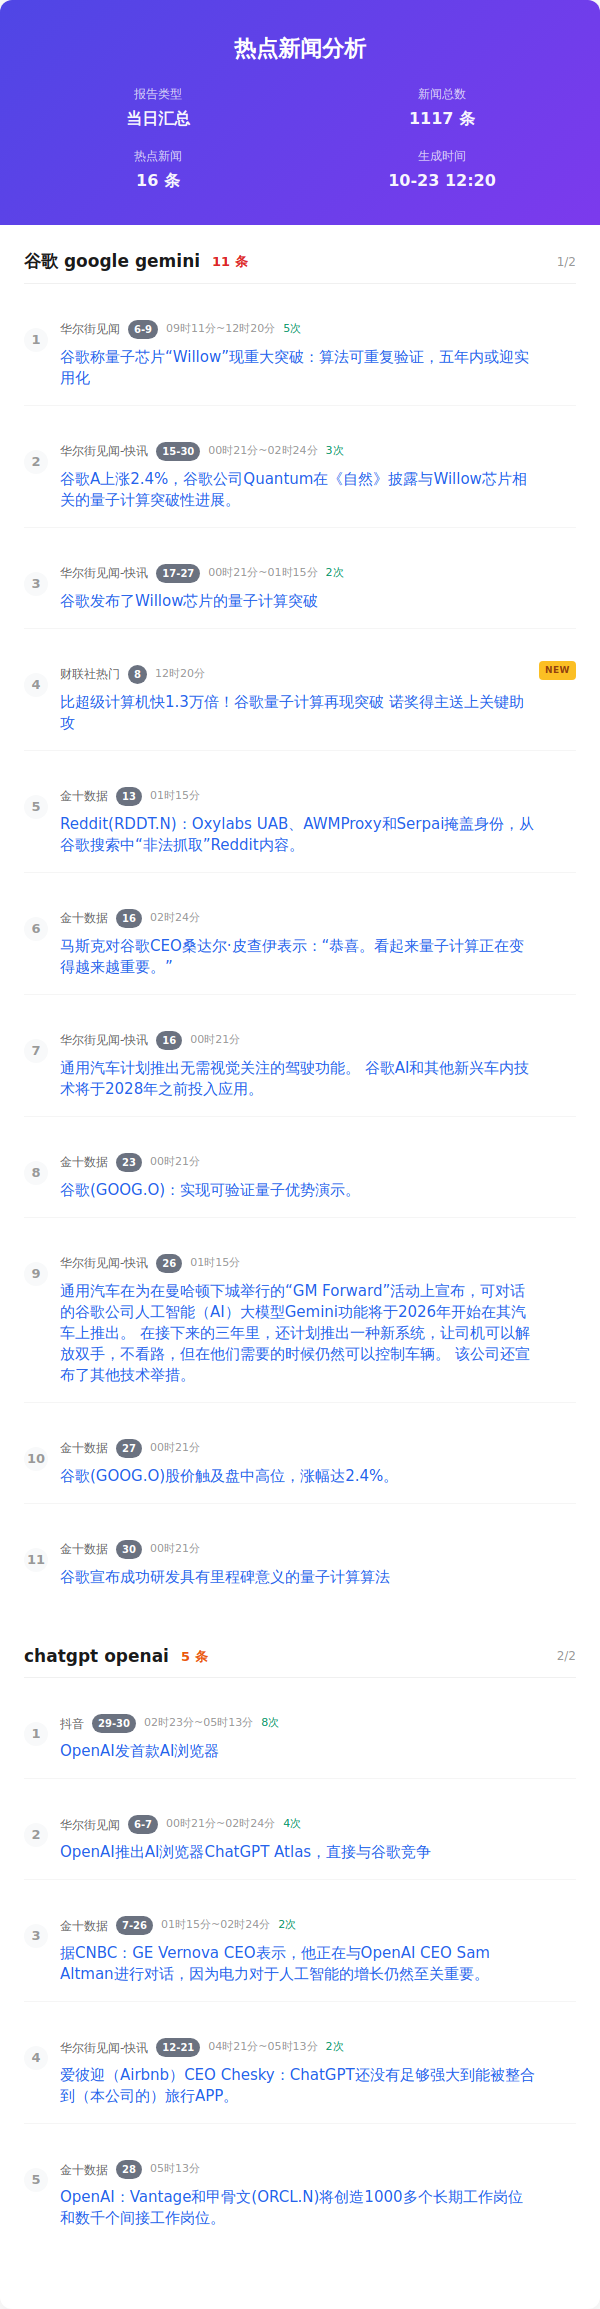 热点新闻分析
报告类型
当日汇总
新闻总数
1117 条
热点新闻
16 条
生成时间
10-23 12:20
谷歌 google gemini 11 条 1/2
1
华尔街见闻 6-9 09时11分~12时20分 5次
谷歌称量子芯片“Willow”现重大突破：算法可重复验证，五年内或迎实
用化
2
华尔街见闻-快讯 15-30 00时21分~02时24分 3次
谷歌A上涨2.4%，谷歌公司Quantum在《自然》披露与Willow芯片相
关的量子计算突破性进展。
3
华尔街见闻-快讯 17-27 00时21分~01时15分 2次
谷歌发布了Willow芯片的量子计算突破
4
财联社热门 8 12时20分 NEW
比超级计算机快1.3万倍！谷歌量子计算再现突破 诺奖得主送上关键助
攻
5
金十数据 13 01时15分
Reddit(RDDT.N)：Oxylabs UAB、AWMProxy和Serpai掩盖身份，从
谷歌搜索中“非法抓取”Reddit内容。
6
金十数据 16 02时24分
马斯克对谷歌CEO桑达尔·皮查伊表示：“恭喜。看起来量子计算正在变
得越来越重要。”
7
华尔街见闻-快讯 16 00时21分
通用汽车计划推出无需视觉关注的驾驶功能。 谷歌AI和其他新兴车内技
术将于2028年之前投入应用。
8
金十数据 23 00时21分
谷歌(GOOG.O)：实现可验证量子优势演示。
9
华尔街见闻-快讯 26 01时15分
通用汽车在为在曼哈顿下城举行的“GM Forward”活动上宣布，可对话
的谷歌公司人工智能（AI）大模型Gemini功能将于2026年开始在其汽
车上推出。 在接下来的三年里，还计划推出一种新系统，让司机可以解
放双手，不看路，但在他们需要的时候仍然可以控制车辆。 该公司还宣
布了其他技术举措。
10
金十数据 27 00时21分
谷歌(GOOG.O)股价触及盘中高位，涨幅达2.4%。
11
金十数据 30 00时21分
谷歌宣布成功研发具有里程碑意义的量子计算算法
chatgpt openai 5 条 2/2
1
抖音 29-30 02时23分~05时13分 8次
OpenAI发首款AI浏览器
2
华尔街见闻 6-7 00时21分~02时24分 4次
OpenAI推出AI浏览器ChatGPT Atlas，直接与谷歌竞争
3
金十数据 7-26 01时15分~02时24分 2次
据CNBC：GE Vernova CEO表示，他正在与OpenAI CEO Sam
Altman进行对话，因为电力对于人工智能的增长仍然至关重要。
4
华尔街见闻-快讯 12-21 04时21分~05时13分 2次
爱彼迎（Airbnb）CEO Chesky：ChatGPT还没有足够强大到能被整合
到（本公司的）旅行APP。
5
金十数据 28 05时13分
OpenAI：Vantage和甲骨文(ORCL.N)将创造1000多个长期工作岗位
和数千个间接工作岗位。